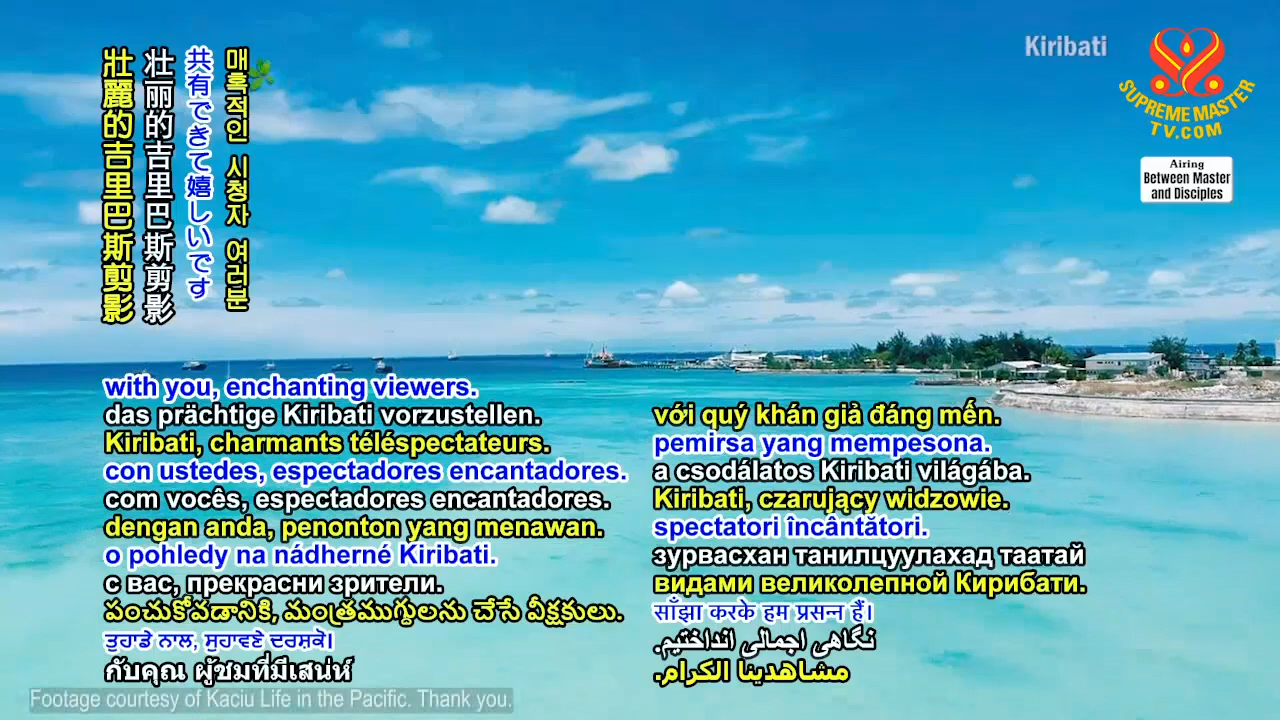 Kiribati
SUPREME MASTER
TV.COM
Airing
Between Master
and Disciples
매혹적인 시청자 여러분
共有できて嬉しいです
壮丽的吉里巴斯剪影
壯麗的吉里巴斯剪影
with you, enchanting viewers.
das prächtige Kiribati vorzustellen.
Kiribati, charmants téléspectateurs.
con ustedes, espectadores encantadores.
com vocês, espectadores encantadores.
dengan anda, penonton yang menawan.
o pohledy na nádherné Kiribati.
с вас, прекрасни зрители.
పంచుకోవడానికి, మంత్రముగ్ధులను చేసే వీక్షకులు.
ਤੁਹਾਡੇ ਨਾਲ, ਸੁਹਾਵਣੇ ਦਰਸ਼ਕੋ।
กับคุณ ผู้ชมที่มีเสน่ห์
với quý khán giả đáng mến.
pemirsa yang mempesona.
a csodálatos Kiribati világába.
Kiribati, czarujący widzowie.
spectatori încântători.
зурвасхан танилцуулахад таатай
видами великолепной Кирибати.
साँझा करके हम प्रसन्न हैं।
نگاهی اجمالی انداختیم.
مشاهدينا الكرام.
Footage courtesy of Kaciu Life in the Pacific. Thank you.